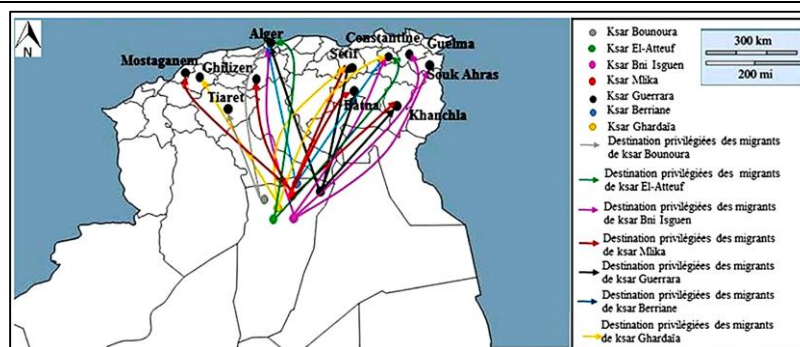 N
Alger
Constantine
Guelma
Mostaganem
Ghilizer
Sétif
Souk Ahras
Tiaret
Batna
Khanchla
300 km
200 mi
Ksar Bounoura
Ksar El-Atteuf
Ksar Bni Isguen
Ksar Mlika
Ksar Guerrara
Ksar Berriane
Ksar Ghardaïa
Destination privilégiées des migrants
de ksar Bounoura
Destination privilégiées des migrants
de ksar El-Atteuf
Destination privilégiées des migrants
de ksar Bni Isguen
Destination privilégiées des migrants
de ksar Mlika
Destination privilégiées des migrants
de ksar Guerrara
Destination privilégiées des migrants
de ksar Berriane
Destination privilégiées des migrants
de ksar Ghardaïa